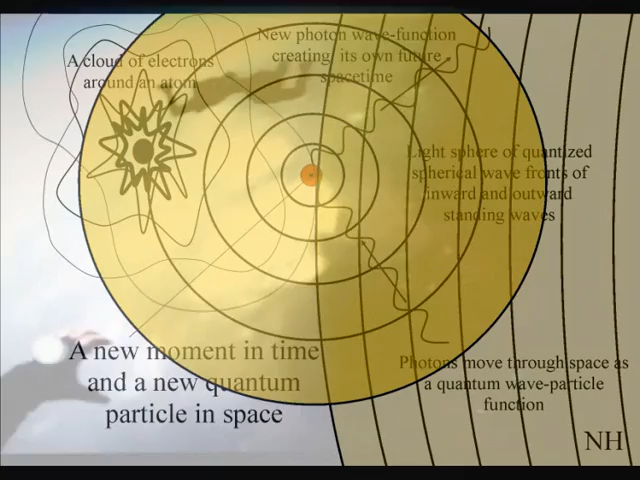 A cloud of electrons
around an atom
New photon wave-function
creating its own future
spacetime
Light sphere of quantized
spherical wave fronts of
inward and outward
standing waves
A new moment in time
and a new quantum
particle in space
Photons move through space as
a quantum wave-particle
function
NH